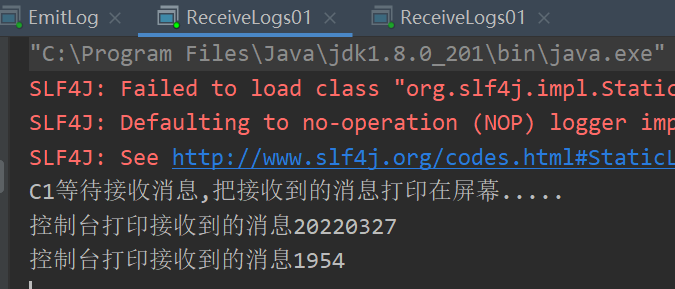 EmitLog × ReceiveLogs01 × ReceiveLogs01 ×
"C:\Program Files\Java\jdk1.8.0_201\bin\java.exe"
SLF4J: Failed to load class "org.slf4j.impl.Static
SLF4J: Defaulting to no-operation (NOP) logger imp
SLF4J: See http://www.slf4j.org/codes.html#StaticL
C1等待接收消息,把接收到的消息打印在屏幕.....
控制台打印接收到的消息20220327
控制台打印接收到的消息1954